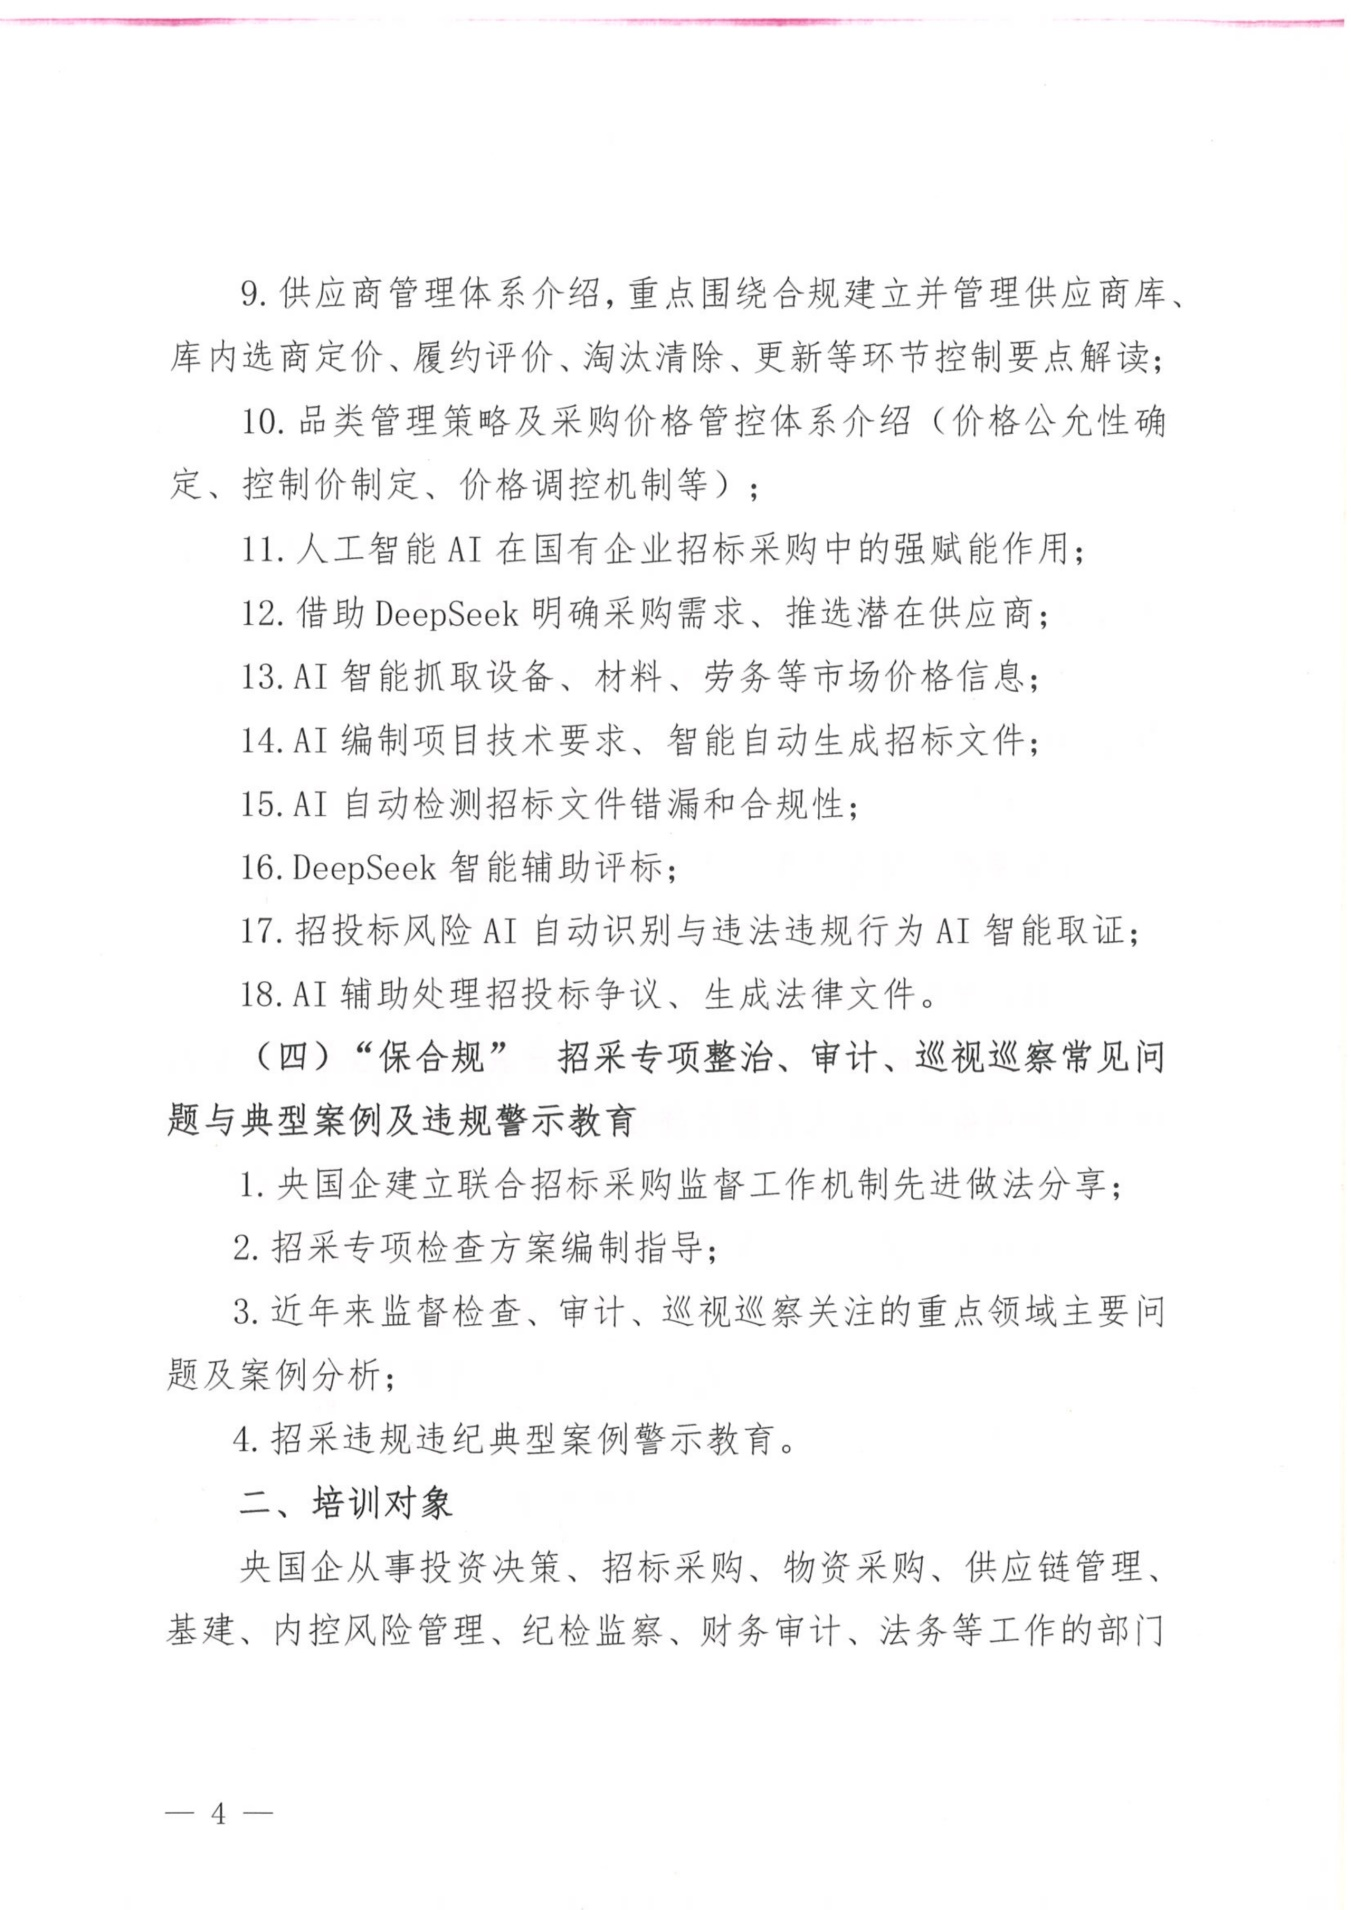 9.供应商管理体系介绍，重点围绕合规建立并管理供应商库、
库内选商定价、履约评价、淘汰清除、更新等环节控制要点解读；
10.品类管理策略及采购价格管控体系介绍（价格公允性确
定、控制价制定、价格调控机制等）；
11.人工智能 AI 在国有企业招标采购中的强赋能作用；
12.借助 DeepSeek 明确采购需求、推选潜在供应商；
13.AI 智能抓取设备、材料、劳务等市场价格信息；
14.AI 编制项目技术要求、智能自动生成招标文件；
15.AI 自动检测招标文件错漏和合规性；
16.DeepSeek 智能辅助评标；
17.招投标风险 AI 自动识别与违法违规行为 AI 智能取证；
18.AI 辅助处理招投标争议、生成法律文件。
（四）“保合规”　招采专项整治、审计、巡视巡察常见问
题与典型案例及违规警示教育
1.央国企建立联合招标采购监督工作机制先进做法分享；
2.招采专项检查方案编制指导；
3.近年来监督检查、审计、巡视巡察关注的重点领域主要问
题及案例分析；
4.招采违规违纪典型案例警示教育。
二、培训对象
央国企从事投资决策、招标采购、物资采购、供应链管理、
基建、内控风险管理、纪检监察、财务审计、法务等工作的部门
— 4 —